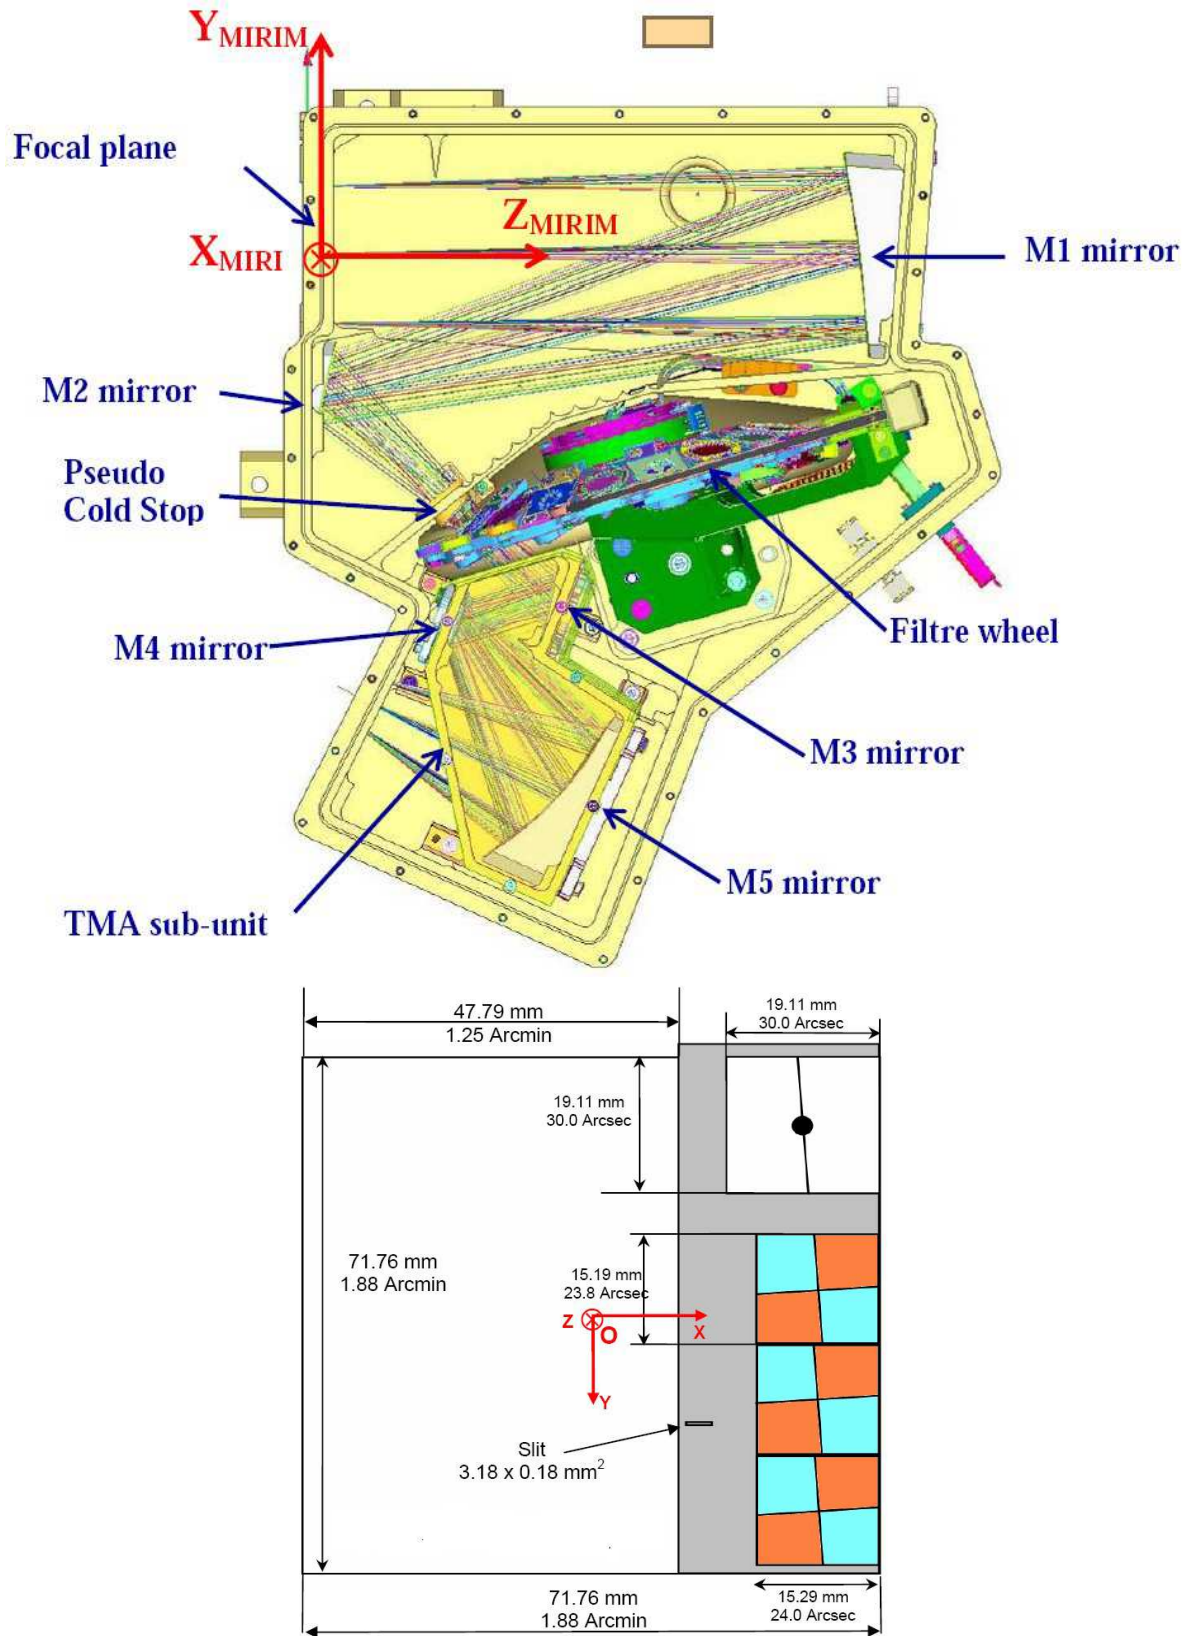 YMIRIM
Focal plane
ZMIRIM
XMIRI
M1 mirror
M2 mirror
Pseudo
Cold Stop
Filtre wheel
M4 mirror
M3 mirror
M5 mirror
TMA sub-unit
47.79 mm
1.25 Arcmin
19.11 mm
30.0 Arcsec
19.11 mm
30.0 Arcsec
71.76 mm
1.88 Arcmin
15.19 mm
23.8 Arcsec
Z
O
X
Y
Slit
3.18 x 0.18 mm²
71.76 mm
1.88 Arcmin
15.29 mm
24.0 Arcsec